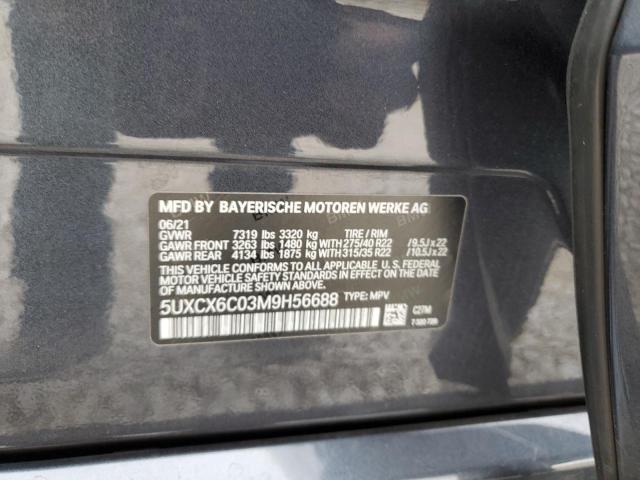 MFD BY BAYERISCHE MOTOREN WERKE AG
06/21
GVWR 7319 lbs 3320 kg TIRE / RIM
GAWR FRONT 3263 lbs 1480 kg WITH 275/40 R22 /9.5J x 22
GAWR REAR 4134 lbs 1875 kg WITH 315/35 R22 /10.5J x 22
THIS VEHICLE CONFORMS TO ALL APPLICABLE U. S. FEDERAL
MOTOR VEHICLE SAFETY STANDARDS IN EFFECT ON THE
DATE OF MANUFACTURE SHOWN ABOVE.
5UXCX6C03M9H56688 TYPE: MPV
C27M